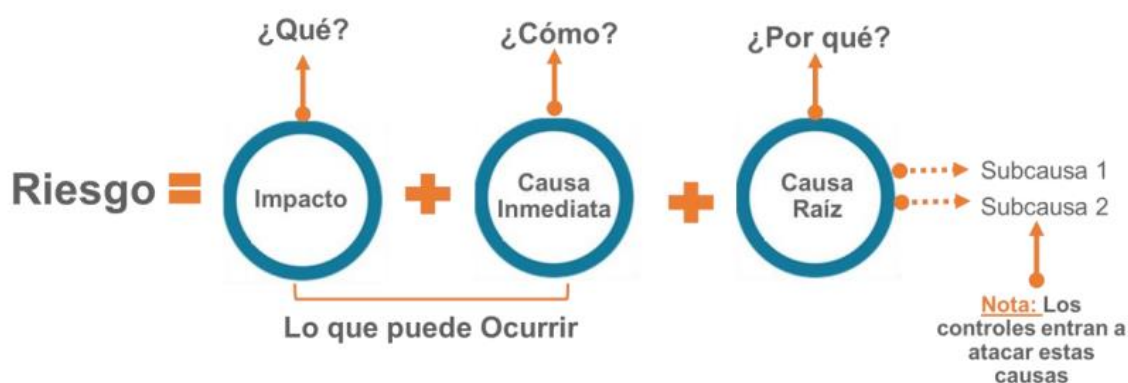 ¿Qué?
¿Cómo?
¿Por qué?
Riesgo =
Impacto
+
Causa
Inmediata
+
Causa
Raíz
Subcausa 1
Subcausa 2
Lo que puede Ocurrir
Nota: Los
controles entran a
atacar estas
causas